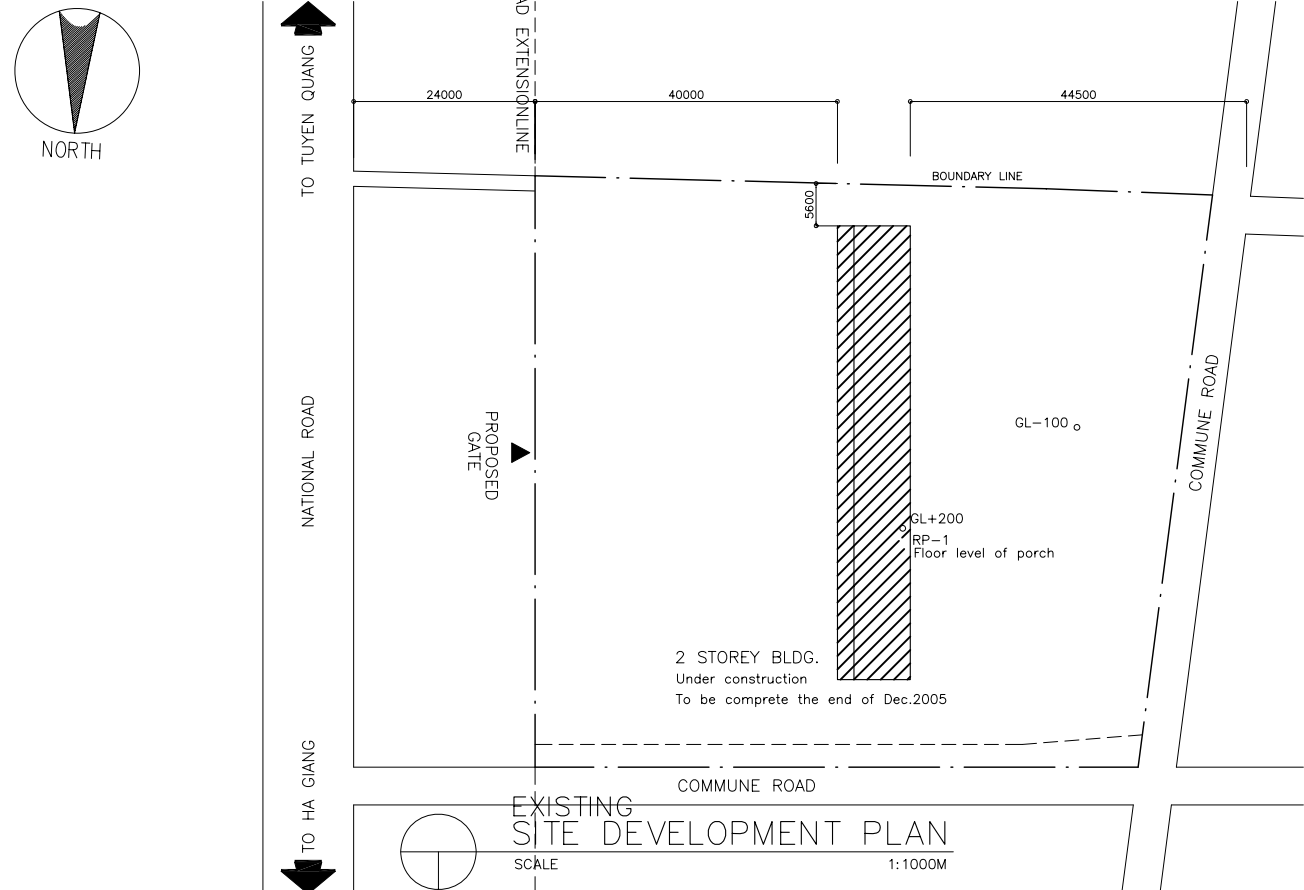 NORTH
TO TUYEN QUANG
EXTENSIONLINE
24000
40000
44500
BOUNDARY LINE
5600
NATIONAL ROAD
PROPOSED
GATE
GL-100
COMMUNE ROAD
GL+200
RP-1
Floor level of porch
2 STOREY BLDG.
Under construction
To be comprete the end of Dec.2005
TO HA GIANG
COMMUNE ROAD
EXISTING
SITE DEVELOPMENT PLAN
SCALE 1:1000M